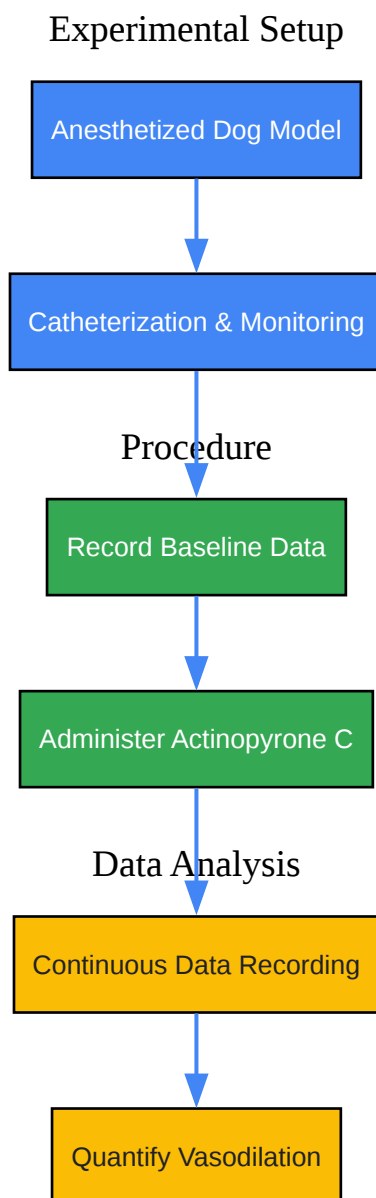 Experimental Setup
Anesthetized Dog Model
Catheterization & Monitoring
Procedure
Record Baseline Data
Administer Actinopyrone C
Data Analysis
Continuous Data Recording
Quantify Vasodilation